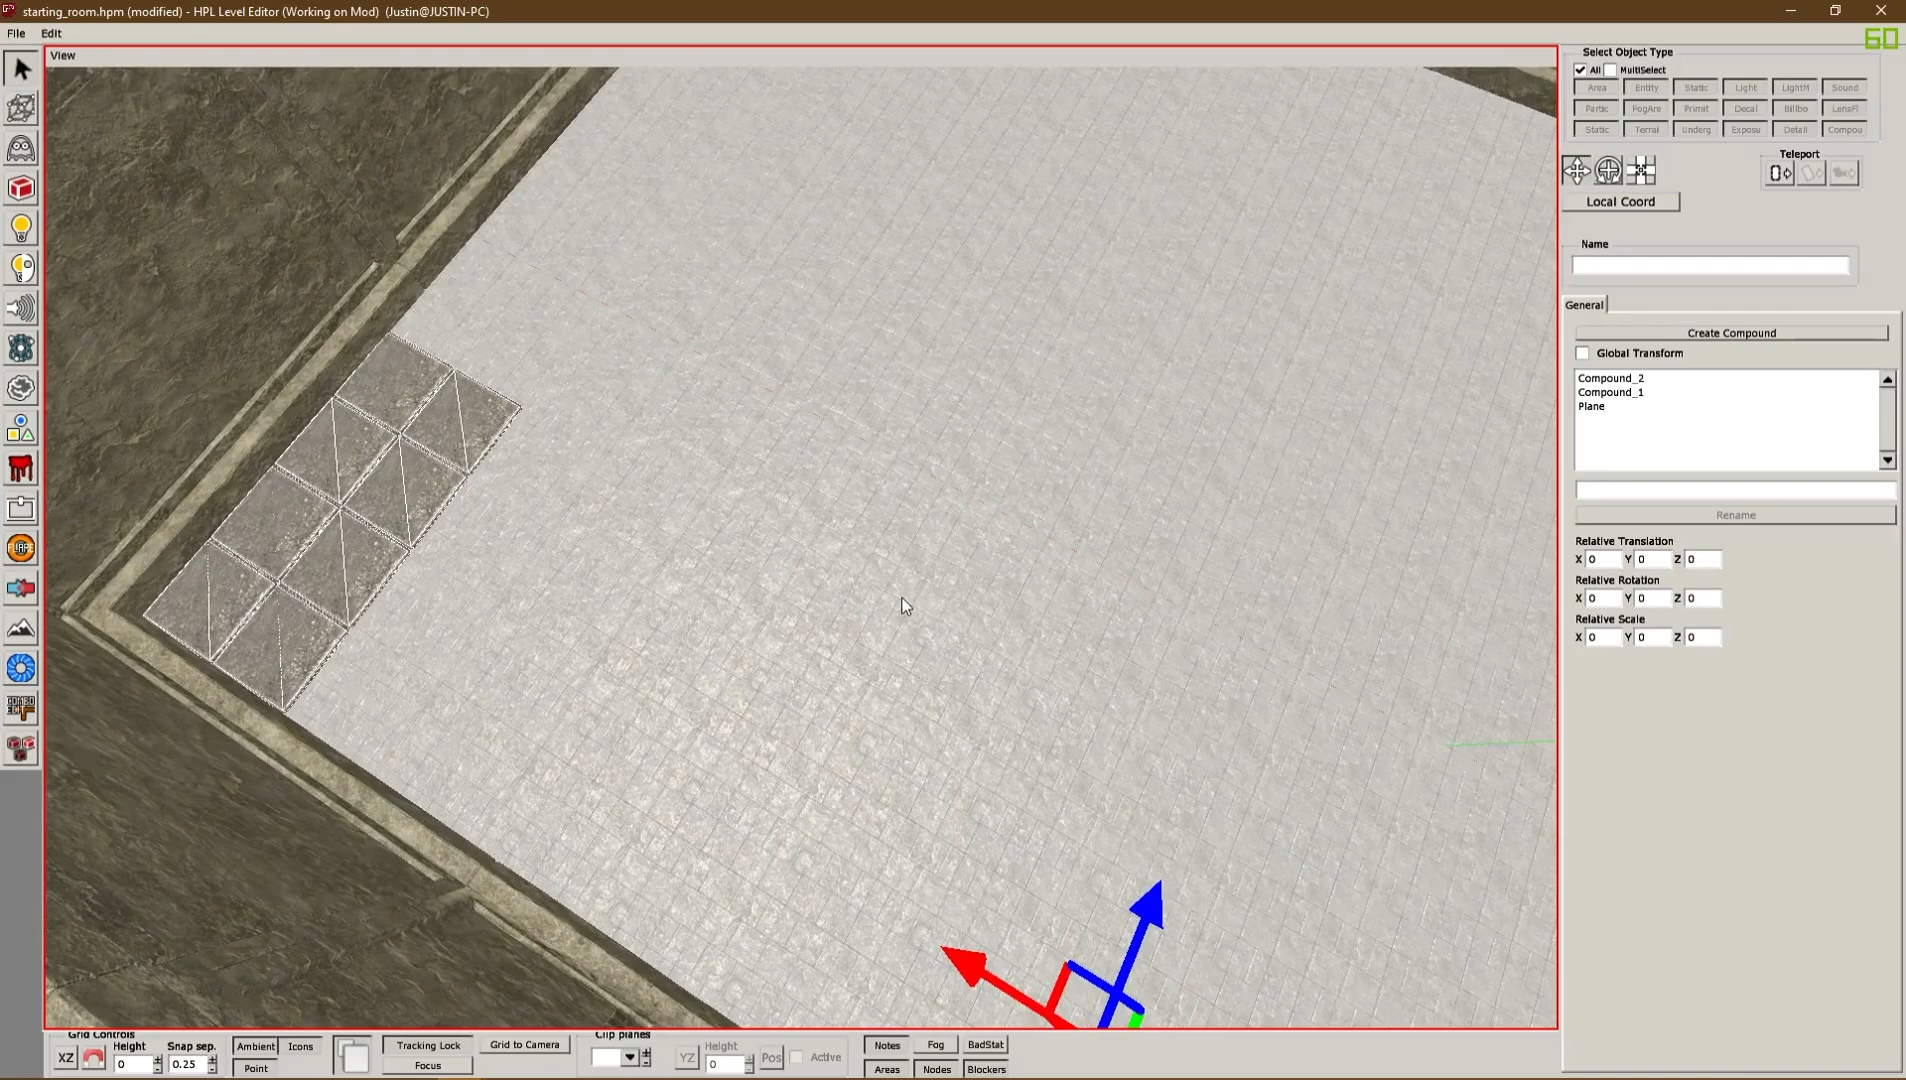 starting_room.hpm (modified) - HPL Level Editor (Working on Mod)  (Justin@JUSTIN-PC)
File Edit
60
View
Select Object Type
All MultiSelect
Area Entity Static Light LightM Sound
Partic FogAre Primit Decal Billbo LensFl
Static Terrai Underg Exposu Detail Compou
Teleport
Local Coord
Name
General
Create Compound
Global Transform
Compound_2
Compound_1
Plane
Rename
Relative Translation
X 0 Y 0 Z 0
Relative Rotation
X 0 Y 0 Z 0
Relative Scale
X 0 Y 0 Z 0
FLARE
COMBO
Grid Controls
XZ Height 0 Snap sep. 0.25
Ambient Icons
Point
Tracking Lock Grid to Camera
Focus
Clip planes
YZ Height 0 Pos Active
Notes Fog BadStat
Areas Nodes Blockers